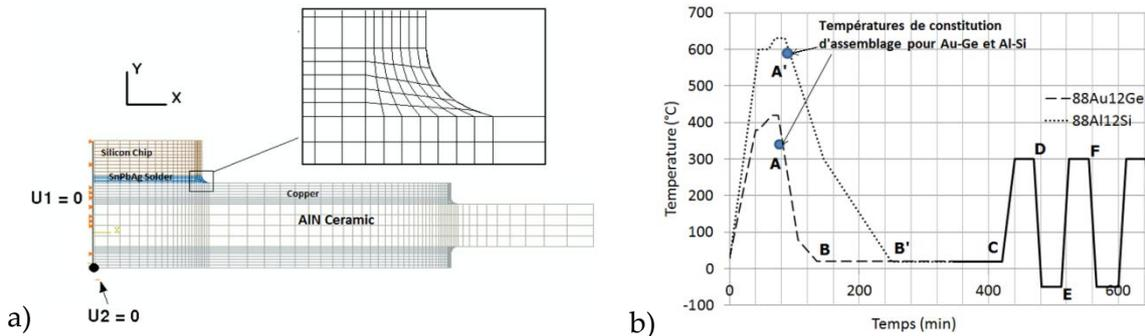 a)
Y
X
Silicon Chip
SnPbAg Solder
U1 = 0
Copper
AlN Ceramic
U2 = 0
b)
Temperature (°C)
700
600
500
400
300
200
100
0
-100
Températures de constitution
d'assemblage pour Au-Ge et Al-Si
A'
A
88Au12Ge
88Al12Si
D
F
B
B'
C
E
0
200
400
600
Temps (min)